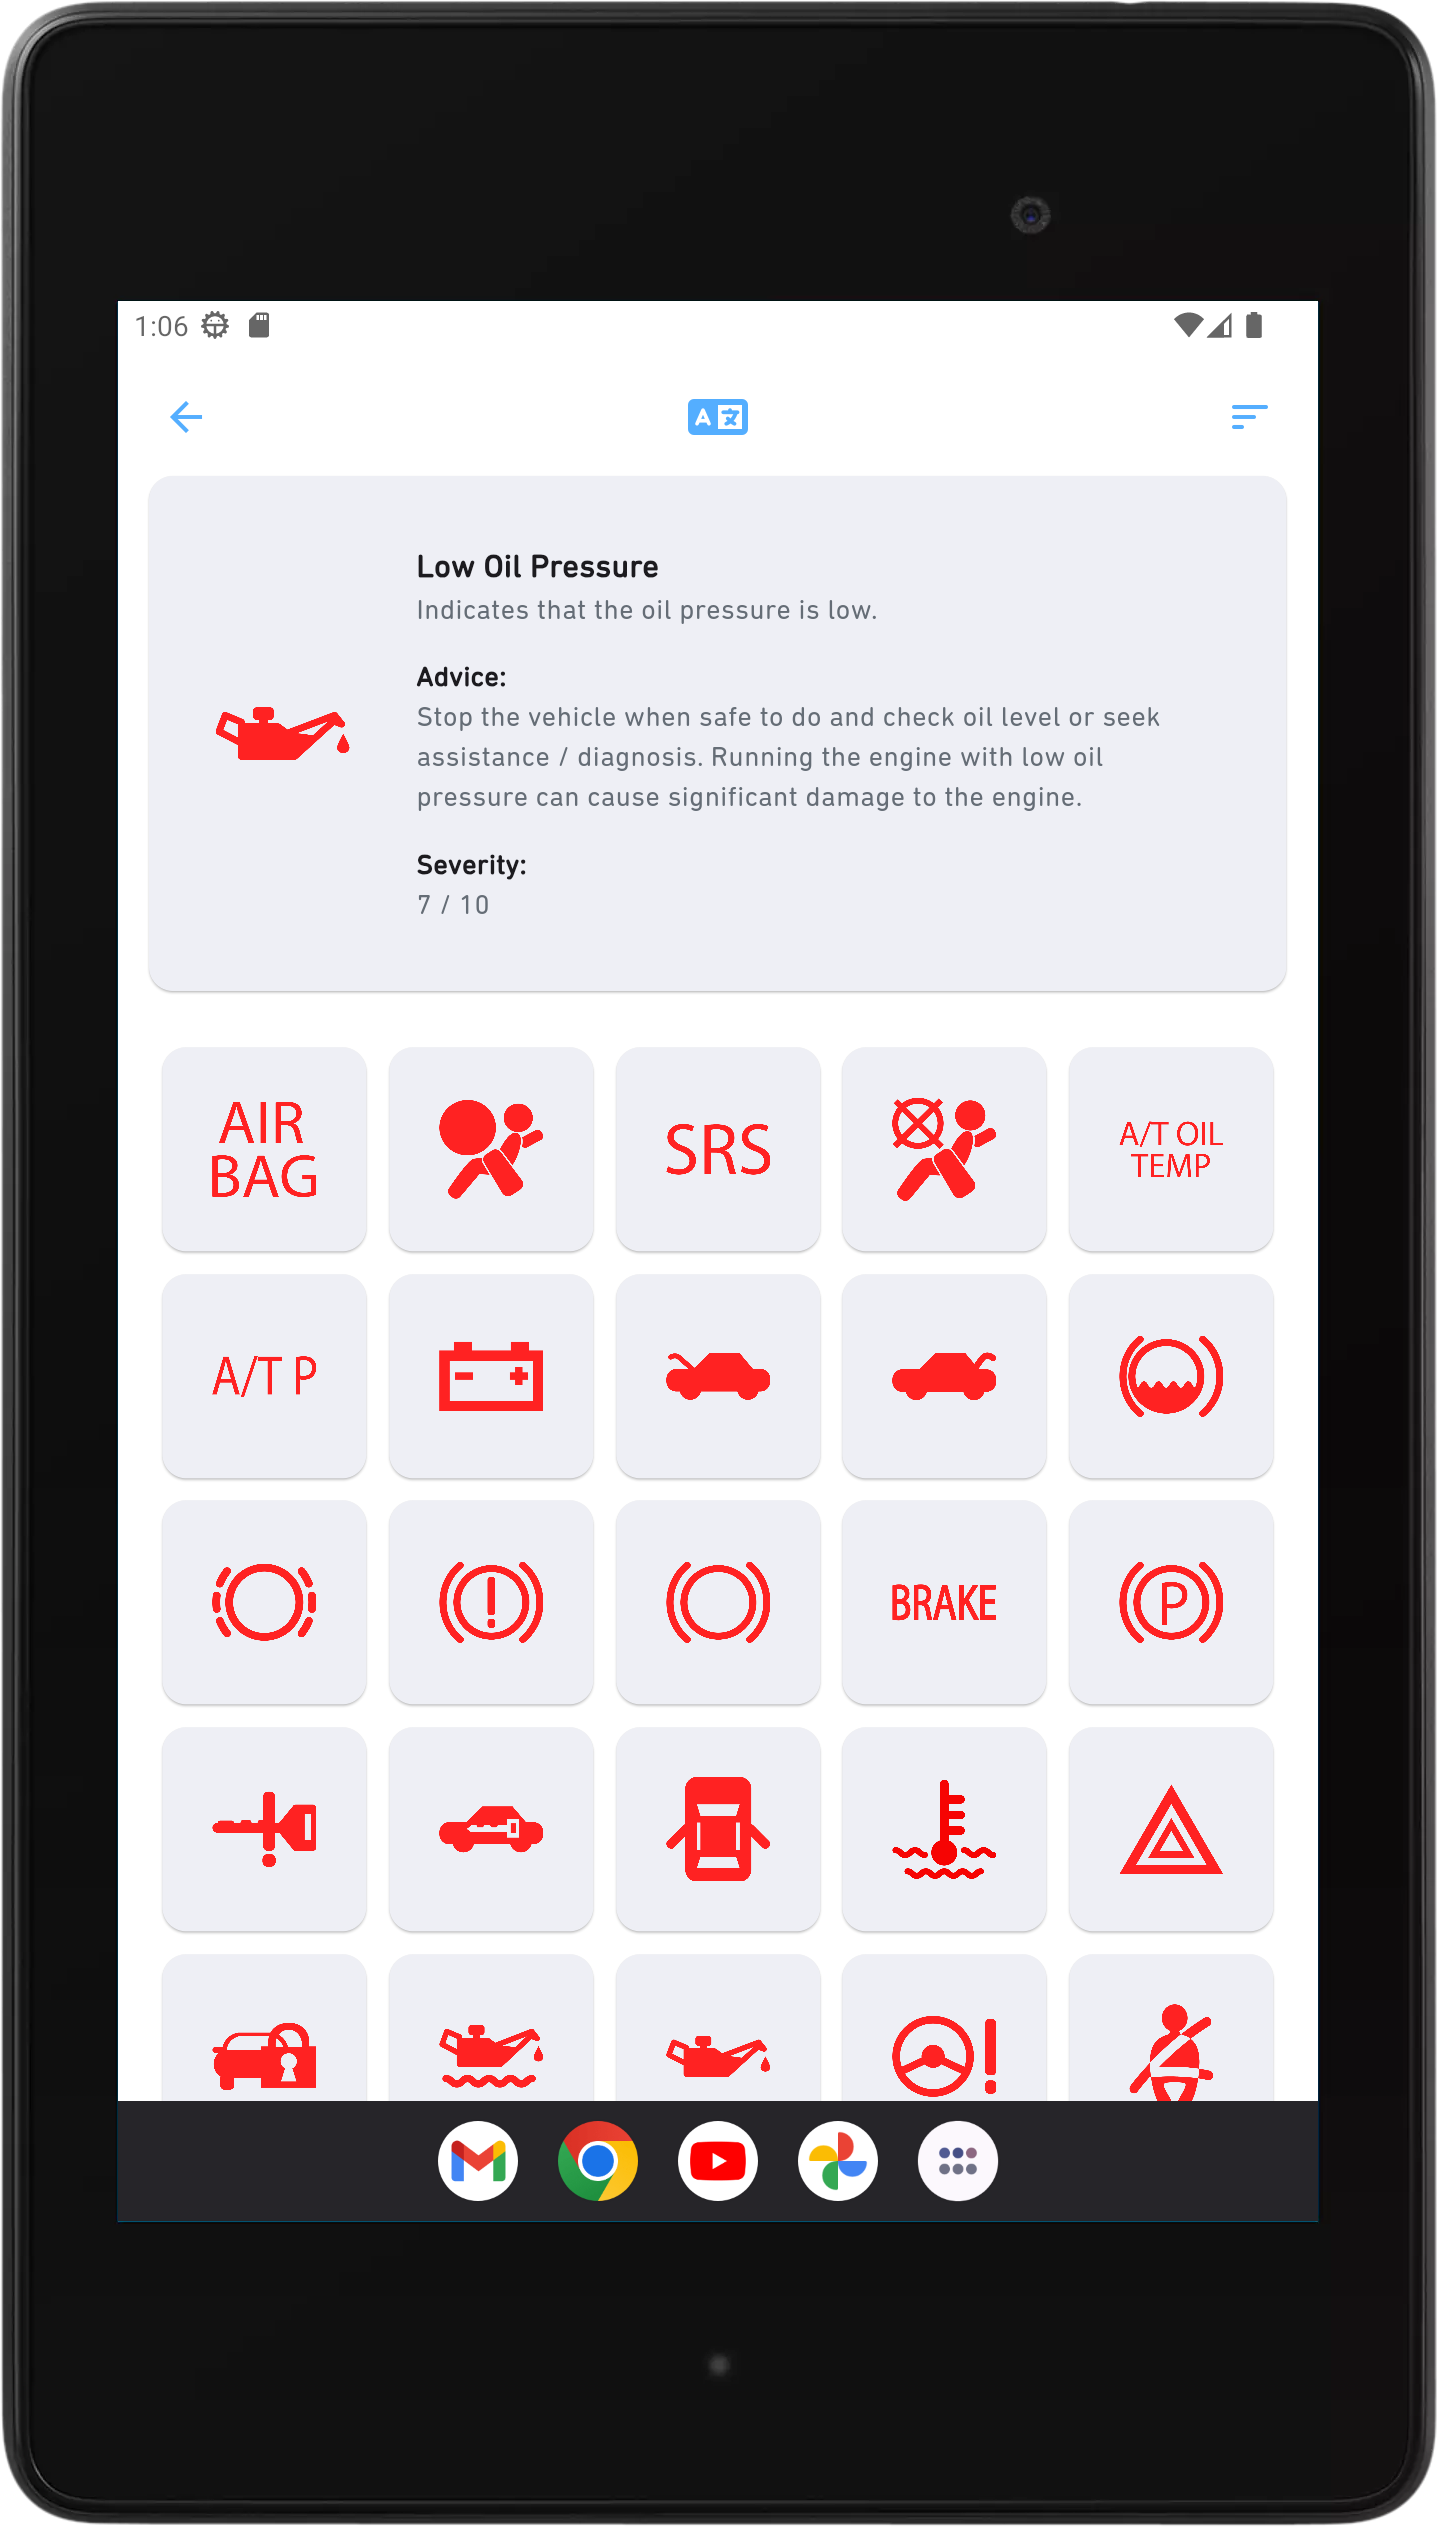 1:06
A 文
Low Oil Pressure
Indicates that the oil pressure is low.
Advice:
Stop the vehicle when safe to do and check oil level or seek
assistance / diagnosis. Running the engine with low oil
pressure can cause significant damage to the engine.
Severity:
7 / 10
AIR
BAG
SRS
A/T OIL
TEMP
A/T P
BRAKE
P